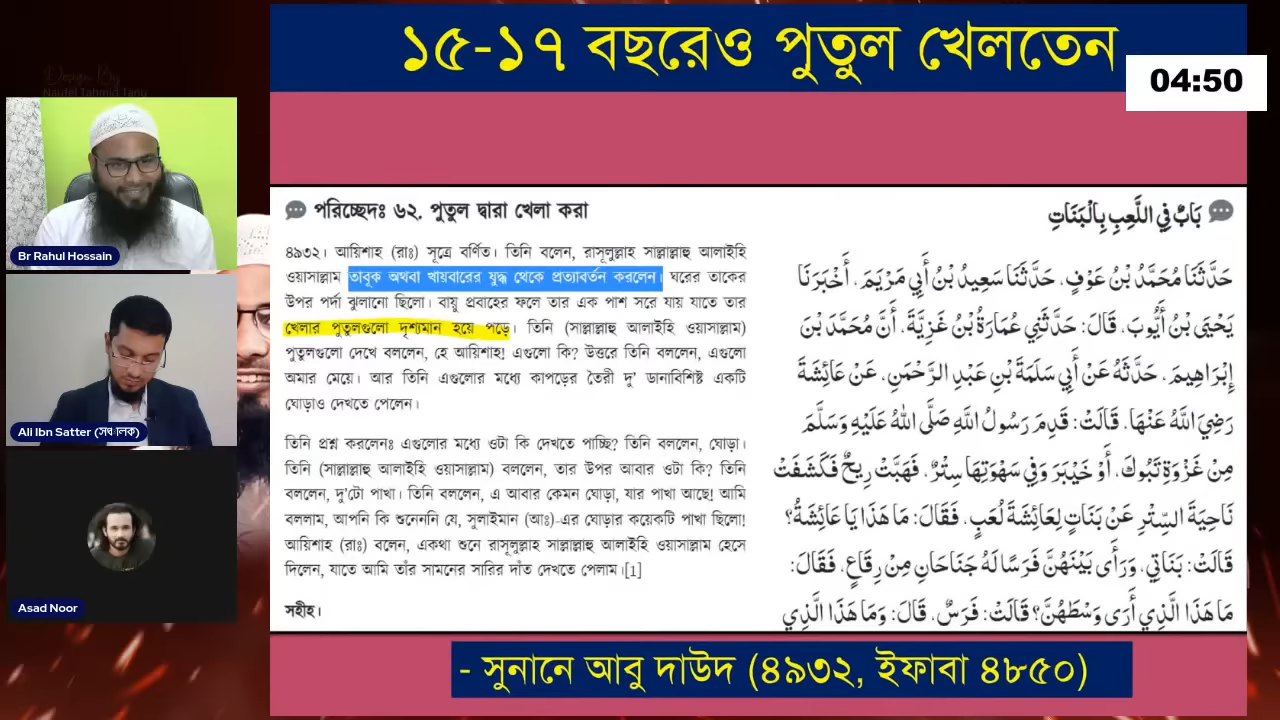 ১৫-১৭ বছরেও পুতুল খেলতেন
04:50
Design By
Naufel Tahmid Tanu
Br Rahul Hossain
Ali Ibn Satter (সঞ্চালক)
Asad Noor
পরিচ্ছেদঃ ৬২. পুতুল দ্বারা খেলা করা
৪৯৩২। আয়িশাহ (রাঃ) সূত্রে বর্ণিত। তিনি বলেন, রাসূলুল্লাহ সাল্লাল্লাহু আলাইহি
ওয়াসাল্লাম তাবূক অথবা খায়বারের যুদ্ধ থেকে প্রত্যাবর্তন করলেন। ঘরের তাকের
উপর পর্দা ঝুলানো ছিলো। বায়ু প্রবাহের ফলে তার এক পাশ সরে যায় যাতে তার
খেলার পুতুলগুলো দৃশ্যমান হয়ে পড়ে। তিনি (সাল্লাল্লাহু আলাইহি ওয়াসাল্লাম)
পুতুলগুলো দেখে বললেন, হে আয়িশাহ! এগুলো কি? উত্তরে তিনি বললেন, এগুলো
আমার মেয়ে। আর তিনি এগুলোর মধ্যে কাপড়ের তৈরী দু’ ডানাবিশিষ্ট একটি
ঘোড়াও দেখতে পেলেন।
তিনি প্রশ্ন করলেনঃ এগুলোর মধ্যে ওটা কি দেখতে পাচ্ছি? তিনি বললেন, ঘোড়া।
তিনি (সাল্লাল্লাহু আলাইহি ওয়াসাল্লাম) বললেন, তার উপর আবার ওটা কি? তিনি
বললেন, দু’টো পাখা। তিনি বললেন, এ আবার কেমন ঘোড়া, যার পাখা আছে! আমি
বললাম, আপনি কি শুনেননি যে, সুলাইমান (আঃ)-এর ঘোড়ার কয়েকটি পাখা ছিলো!
আয়িশাহ (রাঃ) বলেন, একথা শুনে রাসূলুল্লাহ সাল্লাল্লাহু আলাইহি ওয়াসাল্লাম হেসে
দিলেন, যাতে আমি তাঁর সামনের সারির দাঁত দেখতে পেলাম।[1]
সহীহ।
بَابٌ فِي اللَّعِبِ بِالْبَنَاتِ
حَدَّثَنَا مُحَمَّدُ بْنُ عَوْفٍ، حَدَّثَنَا سَعِيدُ بْنُ أَبِي مَرْيَمَ، أَخْبَرَنَا
يَحْيَى بْنُ أَيُّوبَ، قَالَ: حَدَّثَنِي عُمَارَةُ بْنُ غَزِيَّةَ، أَنَّ مُحَمَّدَ بْنَ
إِبْرَاهِيمَ، حَدَّثَهُ عَنْ أَبِي سَلَمَةَ بْنِ عَبْدِ الرَّحْمَنِ، عَنْ عَائِشَةَ
رَضِيَ اللَّهُ عَنْهَا، قَالَتْ: قَدِمَ رَسُولُ اللَّهِ صَلَّى اللهُ عَلَيْهِ وَسَلَّمَ
مِنْ غَزْوَةِ تَبُوكَ، أَوْ خَيْبَرَ وَفِي سَهْوَتِهَا سِتْرٌ، فَهَبَّتْ رِيحٌ فَكَشَفَتْ
نَاحِيَةَ السِّتْرِ عَنْ بَنَاتٍ لِعَائِشَةَ لُعَبٍ، فَقَالَ: مَا هَذَا يَا عَائِشَةُ؟
قَالَتْ: بَنَاتِي، وَرَأَى بَيْنَهُنَّ فَرَسًا لَهُ جَنَاحَانِ مِنْ رِقَاعٍ، فَقَالَ:
مَا هَذَا الَّذِي أَرَى وَسْطَهُنَّ؟ قَالَتْ: فَرَسٌ، قَالَ: وَمَا هَذَا الَّذِي
- সুনানে আবু দাউদ (৪৯৩২, ইফাবা ৪৮৫০)